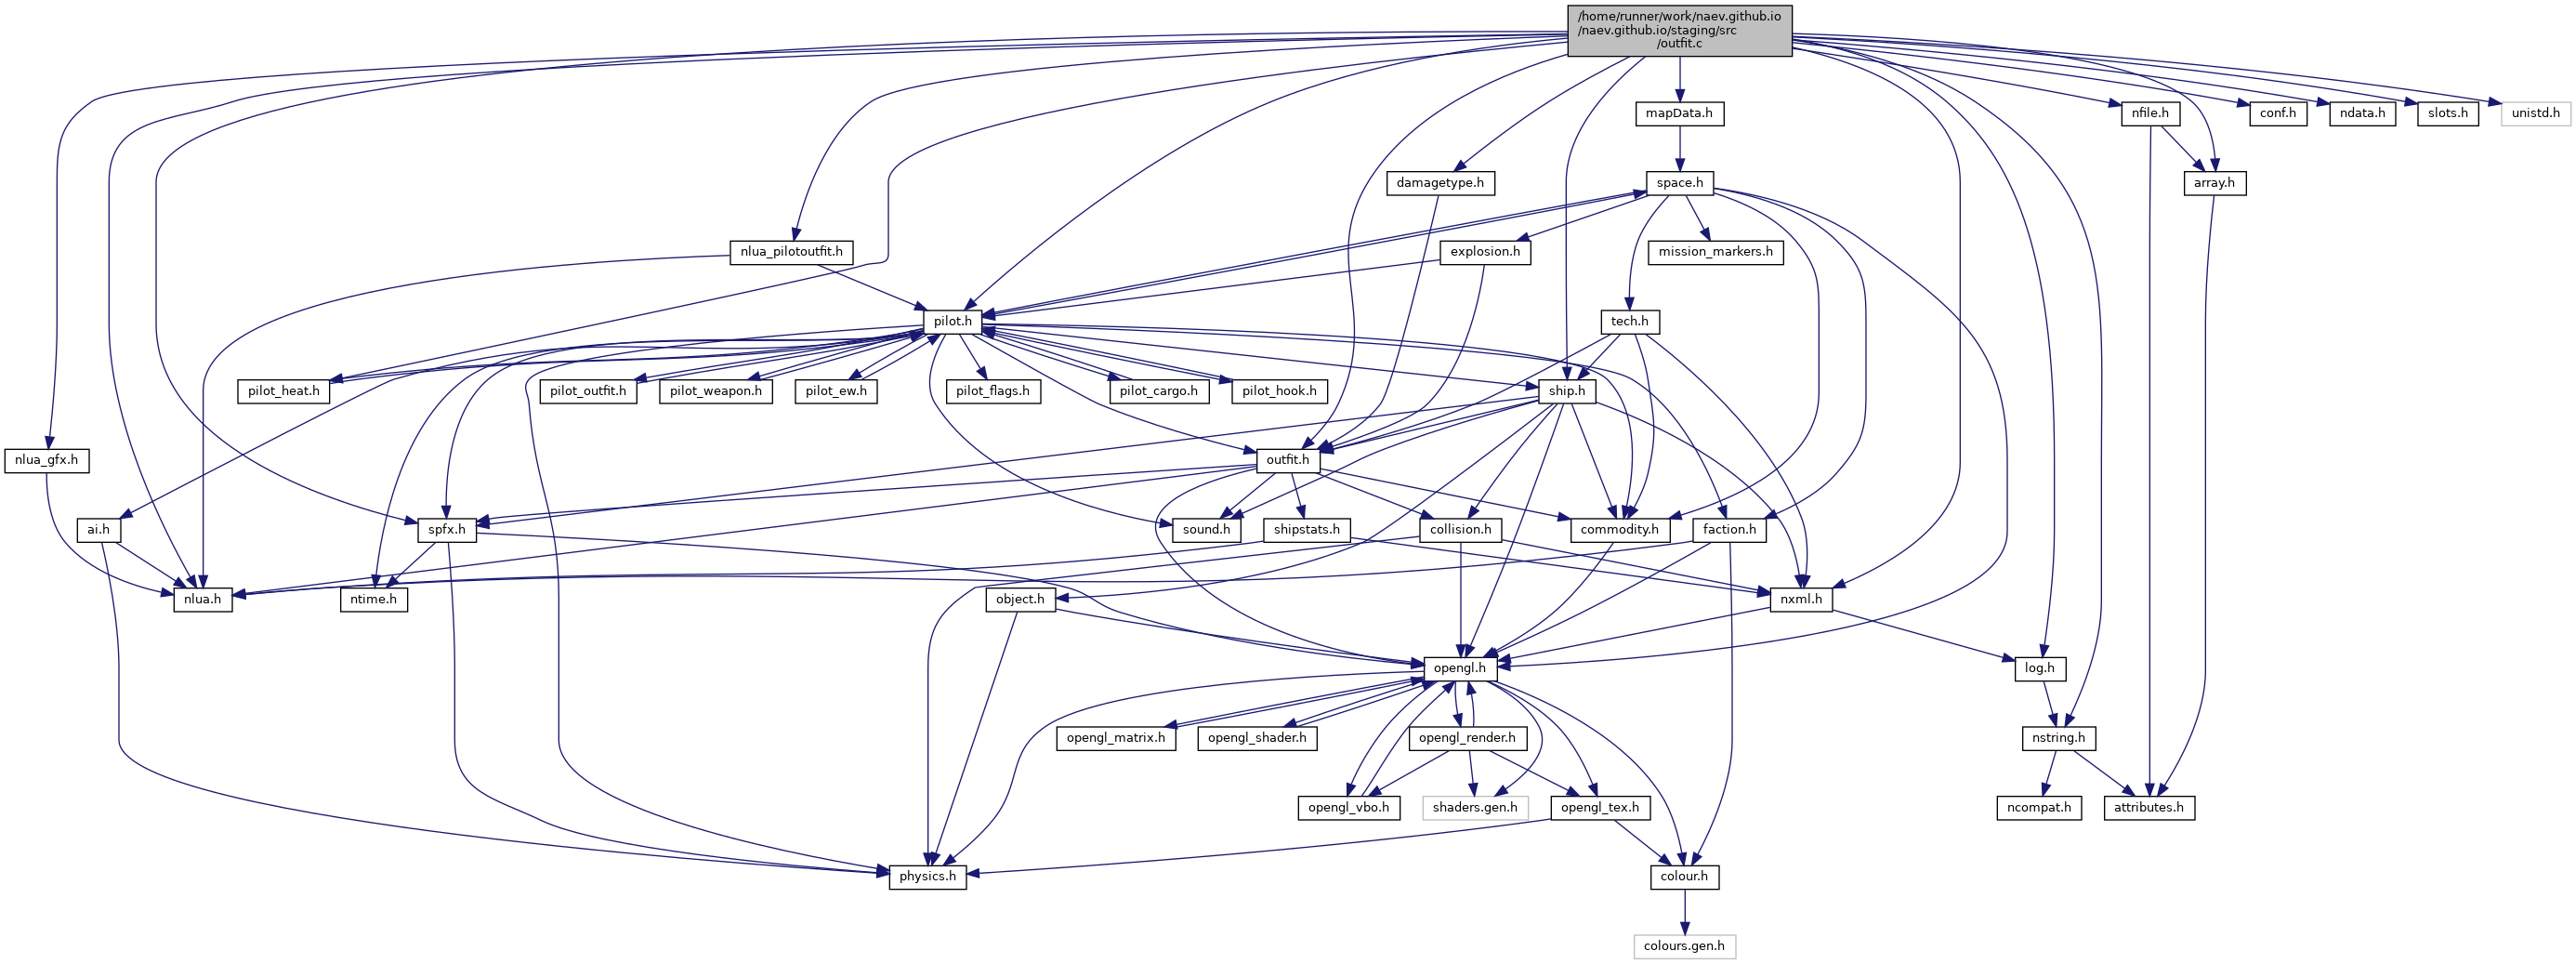 /home/runner/work/naev.github.io
/naev.github.io/staging/src
/outfit.c
mapData.h
nfile.h
conf.h
ndata.h
slots.h
unistd.h
damagetype.h
space.h
array.h
nlua_pilotoutfit.h
explosion.h
mission_markers.h
pilot.h
tech.h
pilot_heat.h
pilot_outfit.h
pilot_weapon.h
pilot_ew.h
pilot_flags.h
pilot_cargo.h
pilot_hook.h
ship.h
nlua_gfx.h
outfit.h
ai.h
spfx.h
sound.h
shipstats.h
collision.h
commodity.h
faction.h
nlua.h
ntime.h
object.h
nxml.h
opengl.h
log.h
opengl_matrix.h
opengl_shader.h
opengl_render.h
nstring.h
opengl_vbo.h
shaders.gen.h
opengl_tex.h
ncompat.h
attributes.h
physics.h
colour.h
colours.gen.h